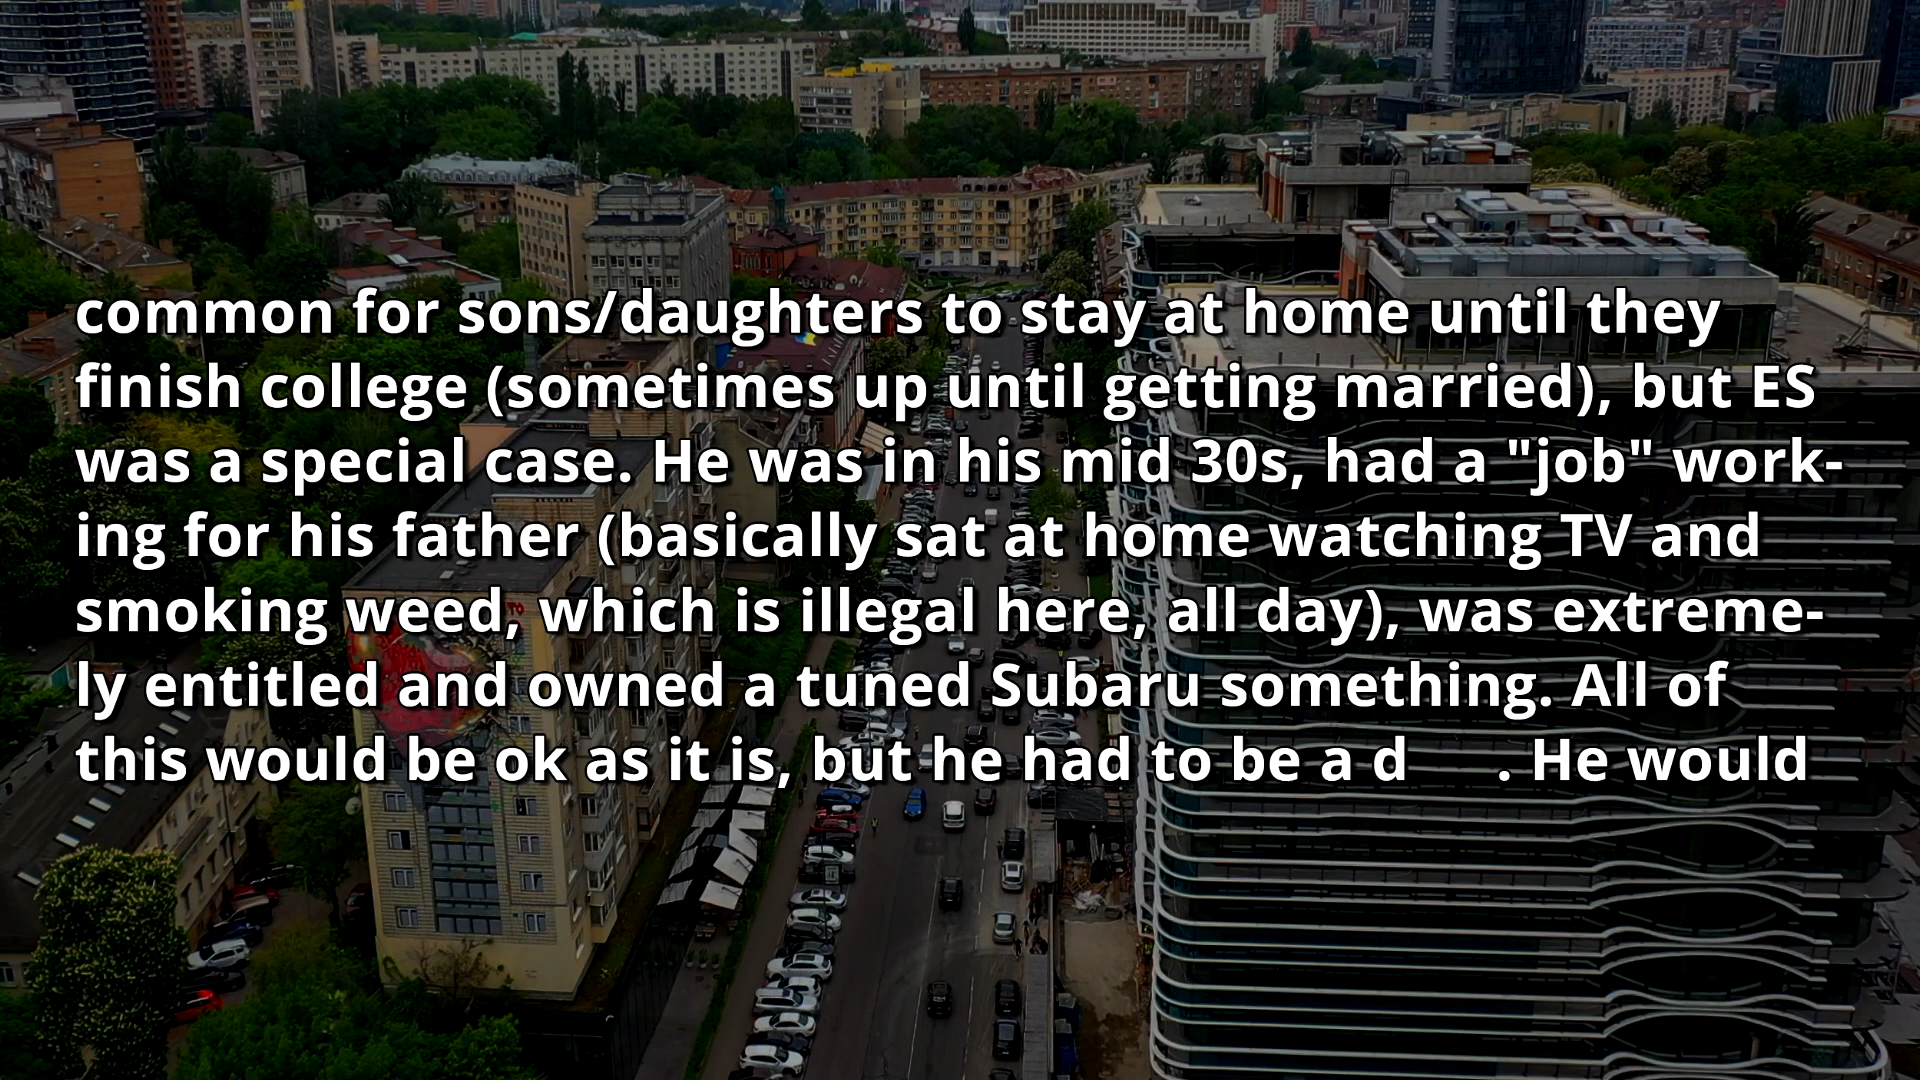 common for sons/daughters to stay at home until they
finish college (sometimes up until getting married), but ES
was a special case. He was in his mid 30s, had a "job" work-
ing for his father (basically sat at home watching TV and
smoking weed, which is illegal here, all day), was extreme-
ly entitled and owned a tuned Subaru something. All of
this would be ok as it is, but he had to be a d     . He would